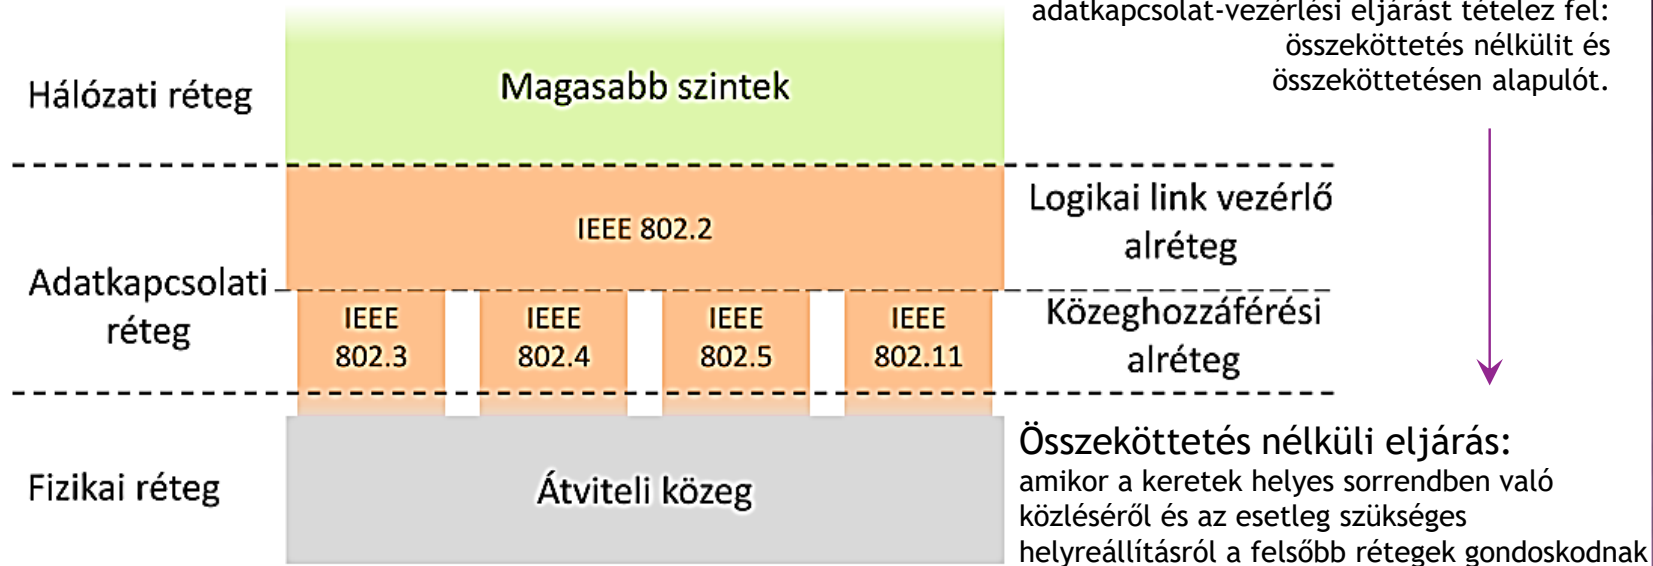 adatkapcsolat-vezérlési eljárást tételez fel:
összeköttetés nélkülit és
összeköttetésen alapulót.
Hálózati réteg
Magasabb szintek
IEEE 802.2
Logikai link vezérlő
alréteg
Adatkapcsolati
réteg
IEEE
802.3
IEEE
802.4
IEEE
802.5
IEEE
802.11
Közeghozzáférési
alréteg
Fizikai réteg
Átviteli közeg
Összeköttetés nélküli eljárás:
amikor a keretek helyes sorrendben való
közléséről és az esetleg szükséges
helyreállításról a felsőbb rétegek gondoskodnak